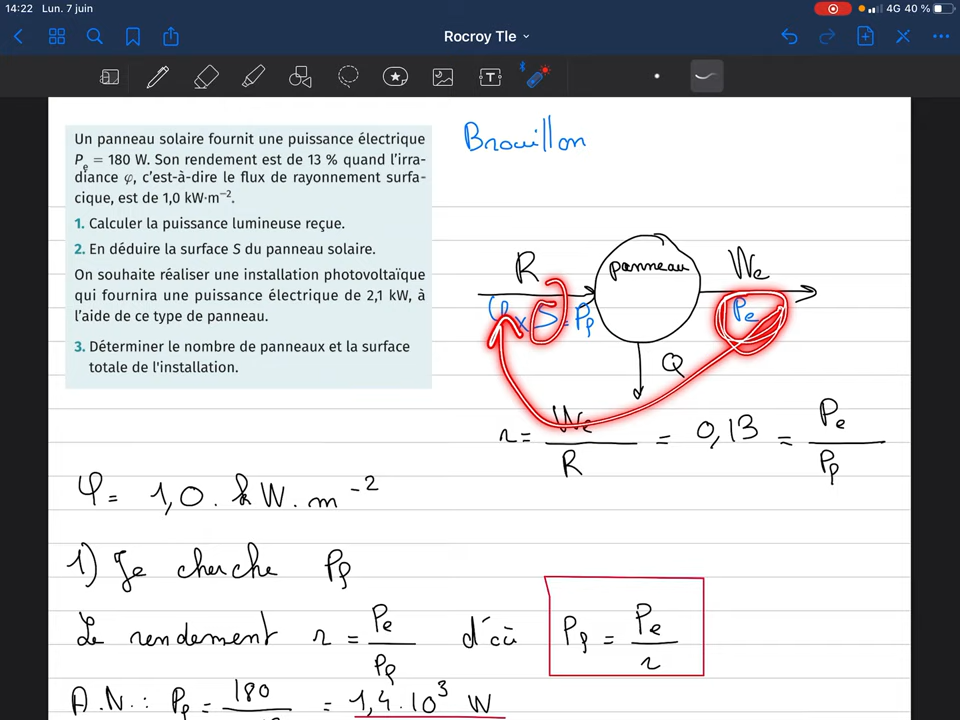 14:22 Lun. 7 juin
4G 40 %
Rocroy Tle
Un panneau solaire fournit une puissance électrique
Pe = 180 W. Son rendement est de 13 % quand l'irra-
diance φ, c'est-à-dire le flux de rayonnement surfa-
cique, est de 1,0 kW·m⁻².
1. Calculer la puissance lumineuse reçue.
2. En déduire la surface S du panneau solaire.
On souhaite réaliser une installation photovoltaïque
qui fournira une puissance électrique de 2,1 kW, à
l'aide de ce type de panneau.
3. Déterminer le nombre de panneaux et la surface
totale de l'installation.
Brouillon
R panneau We
φ x S = Pp Pe
Q
r = We / R = 0,13 = Pe / Pp
φ = 1,0. kW. m⁻²
1) Je cherche Pp
Le rendement r = Pe / Pp d'où Pp = Pe / r
A.N.: Pp = 180 = 1,4.10³ W